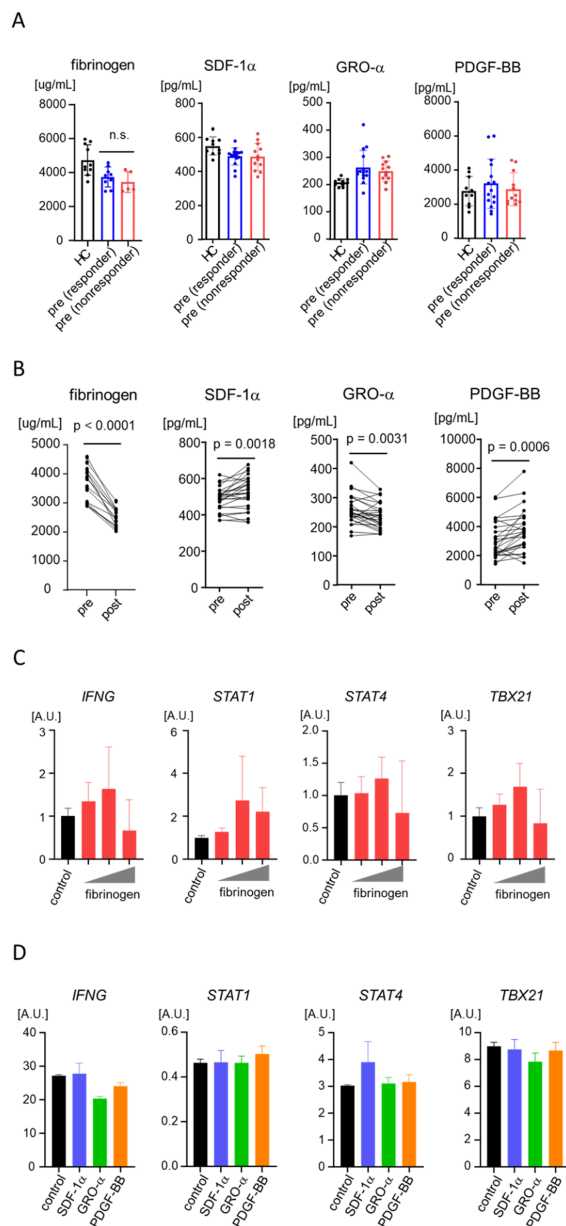 A
fibrinogen SDF-1α GRO-α PDGF-BB
[ug/mL] [pg/mL] [pg/mL] [pg/mL]
8000 800 500 8000
6000 600 400 6000
4000 400 300 4000
2000 200 200 2000
0 0 100 0
0
n.s.
HC pre (responder) pre (nonresponder) HC pre (responder) pre (nonresponder) HC pre (responder) pre (nonresponder) HC pre (responder) pre (nonresponder)
B
fibrinogen SDF-1α GRO-α PDGF-BB
[ug/mL] [pg/mL] [pg/mL] [pg/mL]
p < 0.0001 p = 0.0018 p = 0.0031 p = 0.0006
5000 800 500 10000
4000 600 400 8000
3000 400 300 6000
2000 200 200 4000
1000 0 100 2000
0 0 0
pre post pre post pre post pre post
C
IFNG STAT1 STAT4 TBX21
[A.U.] [A.U.] [A.U.] [A.U.]
3 6 2.0 3
2 4 1.5 2
1 2 1.0 1
0 0 0.5 0
0.0
control fibrinogen control fibrinogen control fibrinogen control fibrinogen
D
IFNG STAT1 STAT4 TBX21
[A.U.] [A.U.] [A.U.] [A.U.]
40 0.6 5 10
30 0.4 4 8
20 0.2 3 6
10 0.0 2 4
0 1 2
0 0
control SDF-1α GRO-α PDGF-BB control SDF-1α GRO-α PDGF-BB control SDF-1α GRO-α PDGF-BB control SDF-1α GRO-α PDGF-BB